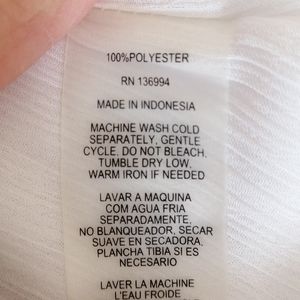 100%POLYESTER
RN 136994
MADE IN INDONESIA
MACHINE WASH COLD
SEPARATELY, GENTLE
CYCLE. DO NOT BLEACH.
TUMBLE DRY LOW.
WARM IRON IF NEEDED
LAVAR A MAQUINA
COM AGUA FRIA
SEPARADAMENTE.
NO BLANQUEADOR, SECAR
SUAVE EN SECADORA.
PLANCHA TIBIA SI ES
NECESARIO
LAVER LA MACHINE
L'EAU FROIDE